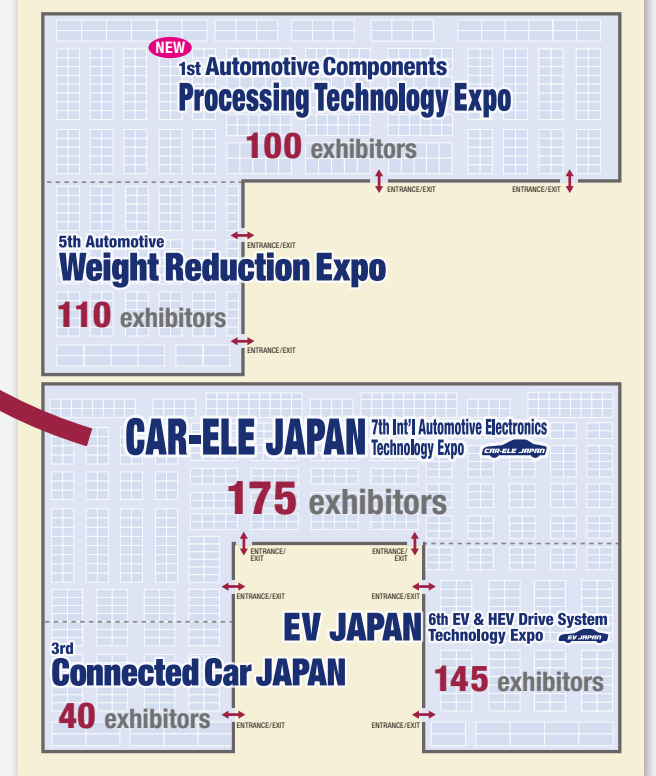 NEW
1st Automotive Components
Processing Technology Expo
100 exhibitors
ENTRANCE/EXIT
ENTRANCE/EXIT
5th Automotive
ENTRANCE/EXIT
Weight Reduction Expo
110 exhibitors
ENTRANCE/EXIT
CAR-ELE JAPAN
7th Int'l Automotive Electronics
Technology Expo
CAR-ELE JAPAN
175 exhibitors
ENTRANCE/
EXIT
ENTRANCE/
EXIT
ENTRANCE/EXIT
ENTRANCE/EXIT
EV JAPAN
6th EV & HEV Drive System
Technology Expo
EV JAPAN
3rd
Connected Car JAPAN
145 exhibitors
40 exhibitors
ENTRANCE/EXIT
ENTRANCE/EXIT